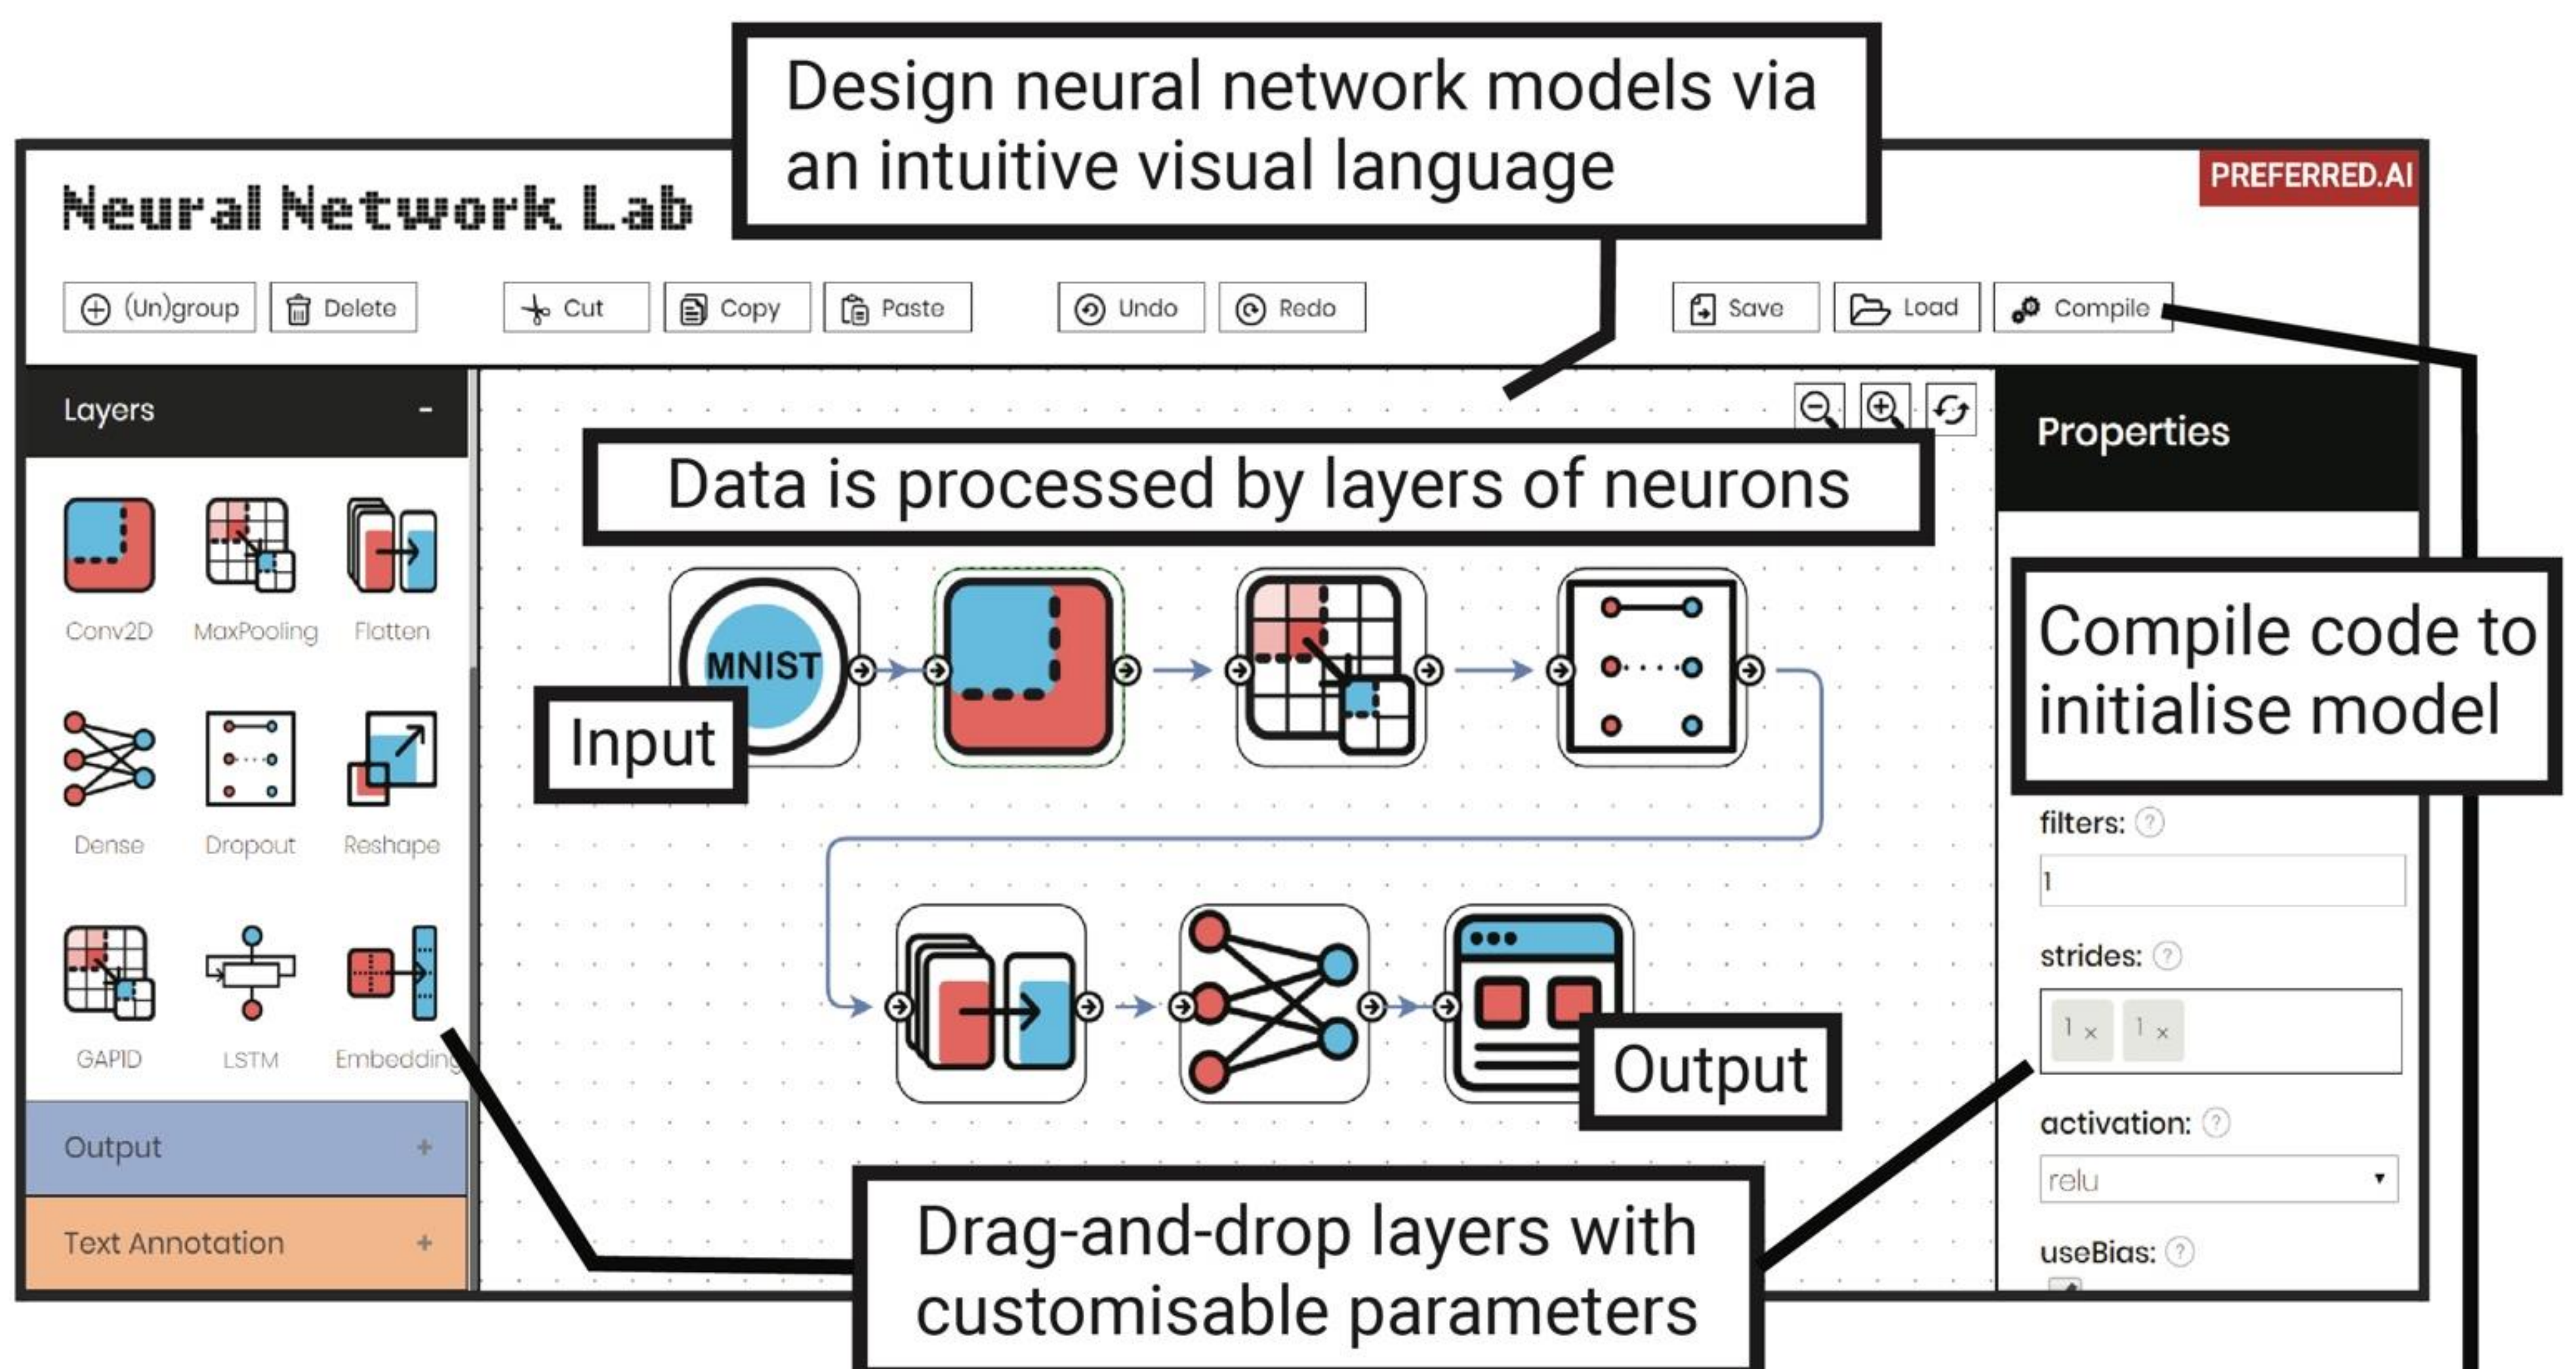 Design neural network models via
an intuitive visual language
PREFERRED.AI
Neural Network Lab
(Un)group
Delete
Cut
Copy
Paste
Undo
Redo
Save
Load
Compile
Layers
-
Conv2D
MaxPooling
Flatten
Dense
Dropout
Reshape
GAP1D
LSTM
Embedding
Output
+
Text Annotation
+
Data is processed by layers of neurons
MNIST
Input
Output
Drag-and-drop layers with
customisable parameters
Properties
Compile code to
initialise model
filters: ?
1
strides: ?
1 × 1 ×
activation: ?
relu
useBias: ?